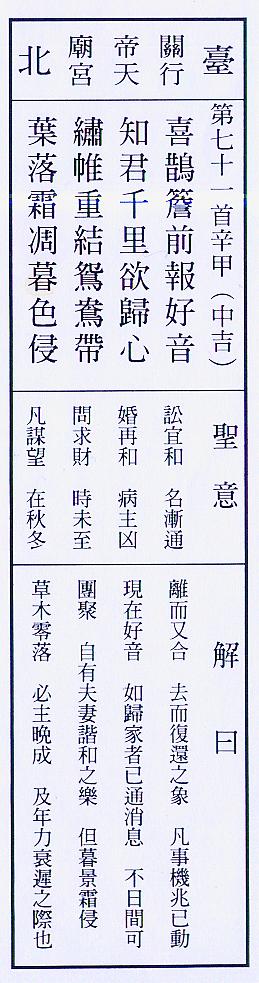 臺
關帝廟
行天宮
北
第七十一首辛甲（中吉）
喜鵲簷前報好音
知君千里欲歸心
繡帷重結鴛鴦帶
葉落霜凋暮色侵
聖意
訟宜和 名漸通
婚再和 病主凶
問求財 時未至
凡謀望 在秋冬
解曰
離而又合 去而復還之象 凡事機兆已動
現在好音 如歸家者已通消息 不日間可
團聚 自有夫妻諧和之樂 但暮景霜侵
草木零落 必主晚成 及年力衰遲之際也